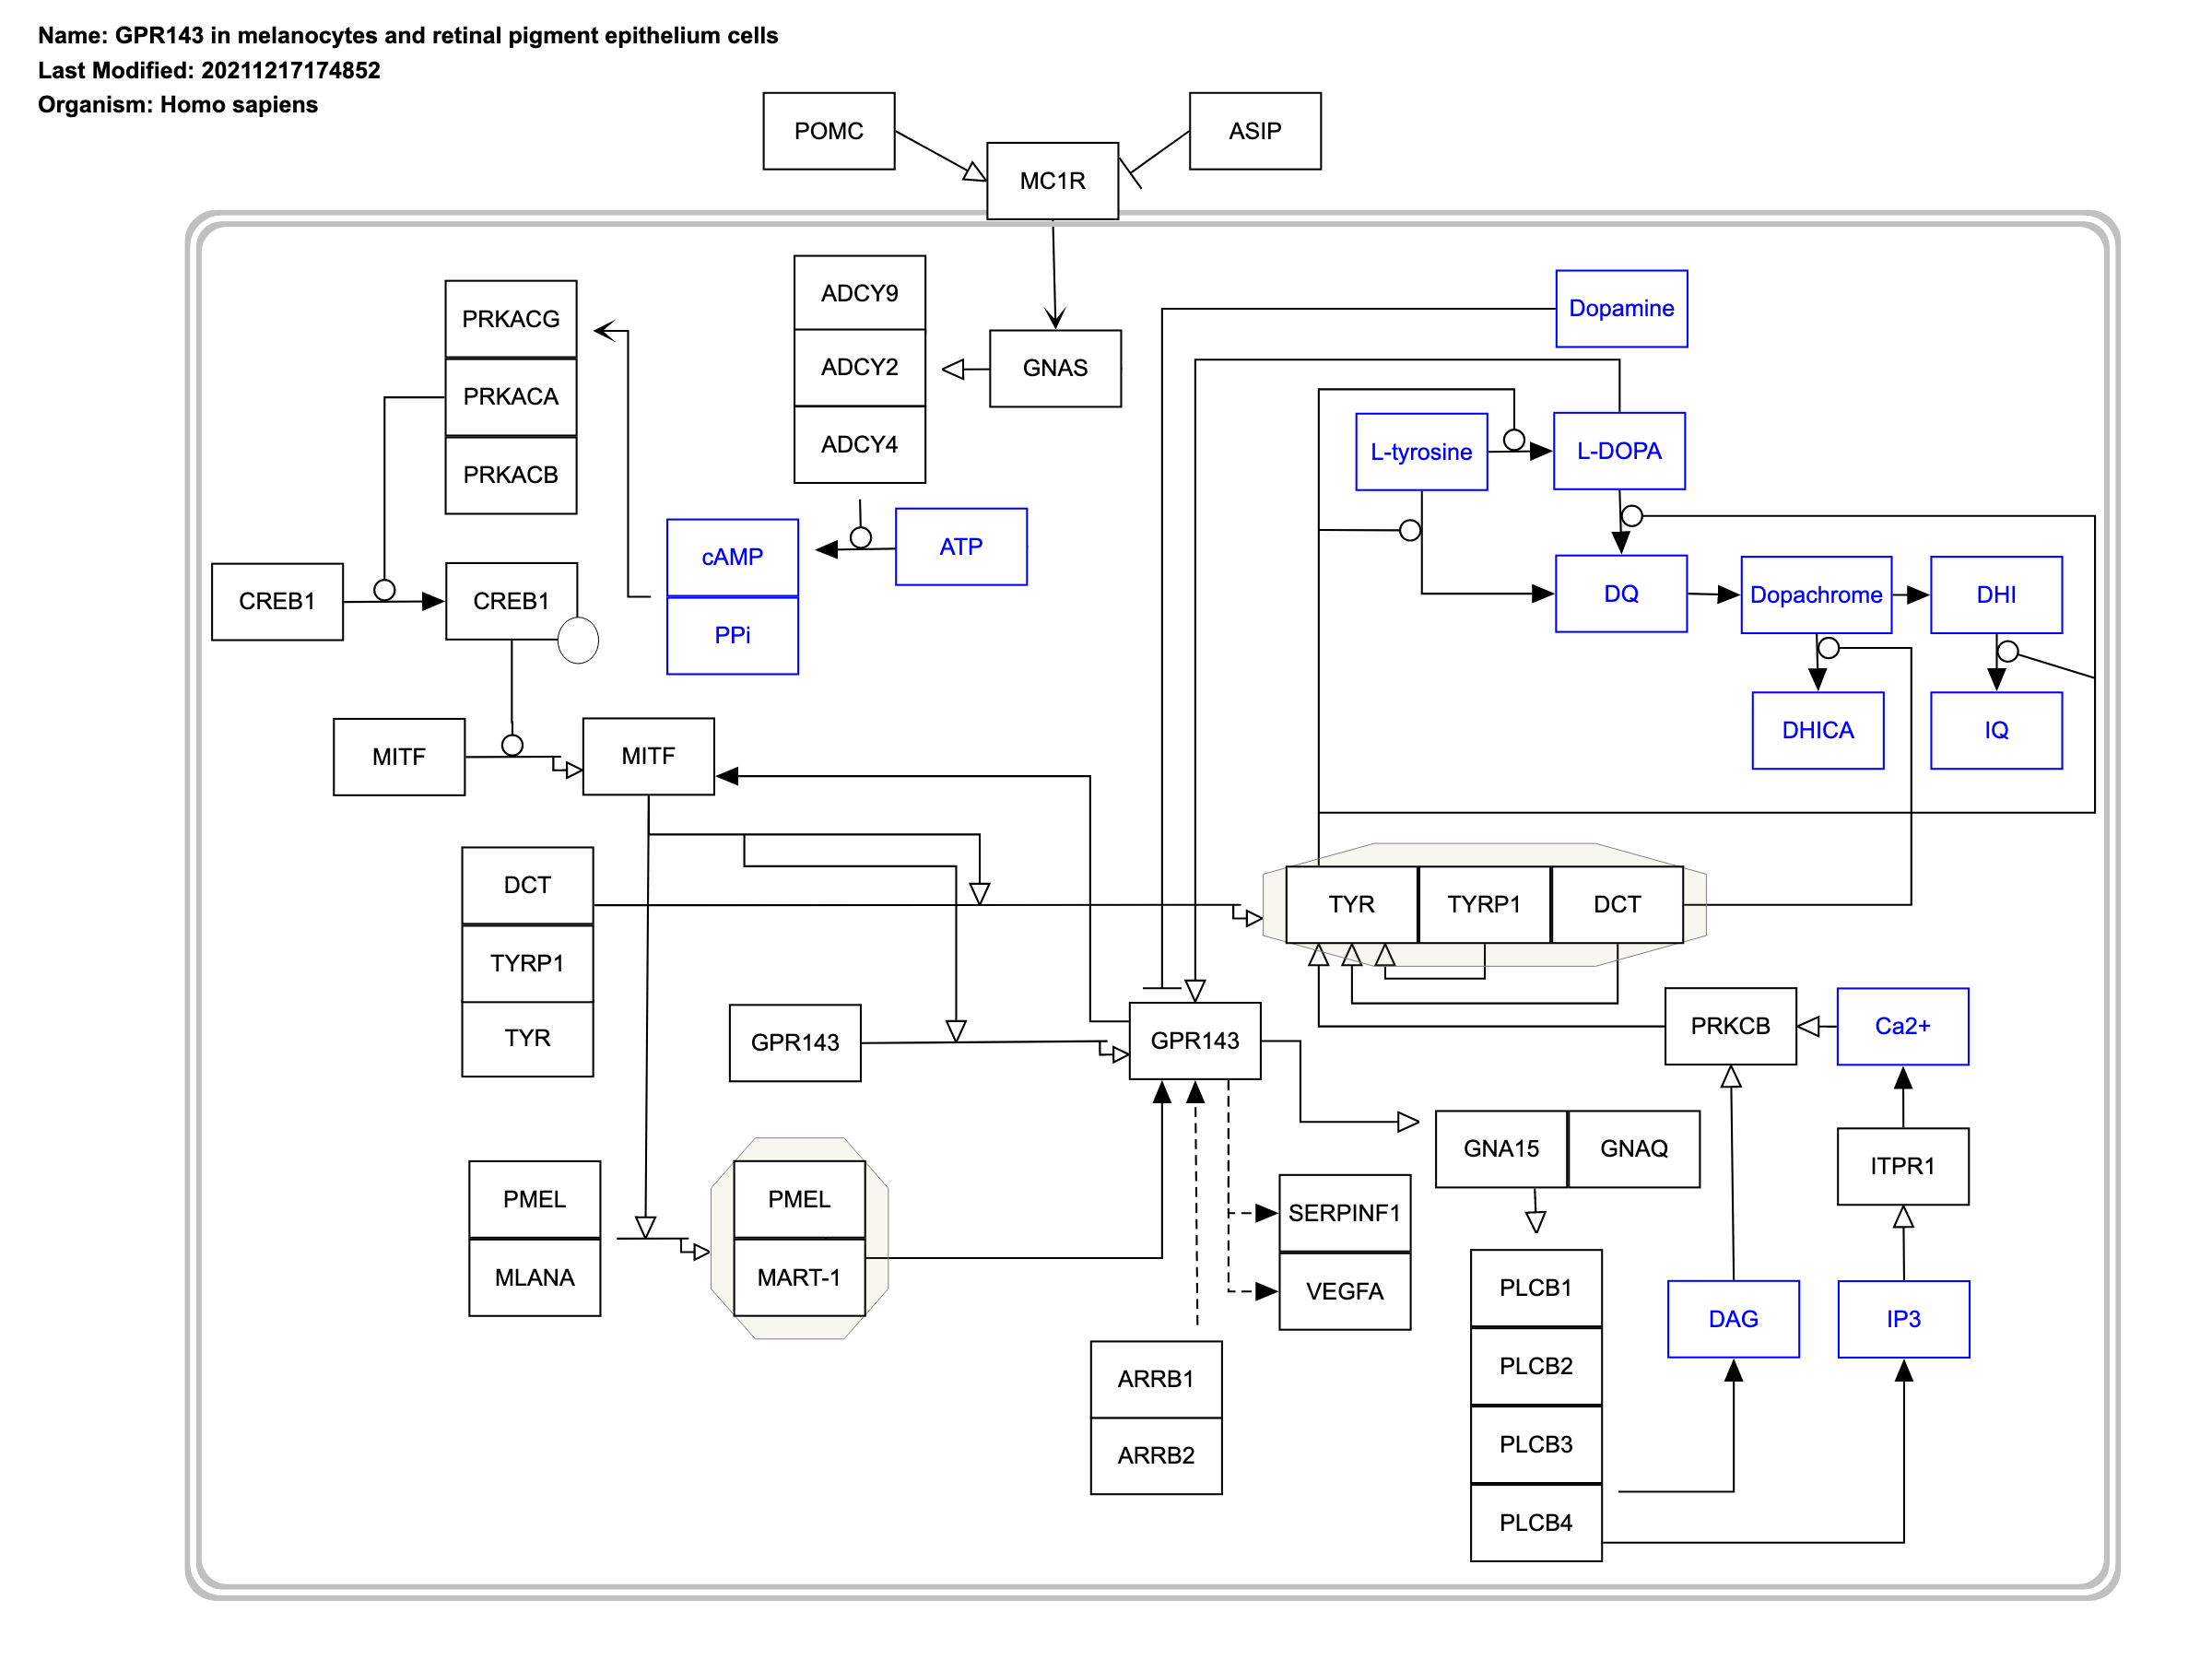 Name: GPR143 in melanocytes and retinal pigment epithelium cells
Last Modified: 20211217174852
Organism: Homo sapiens
POMC
ASIP
MC1R
ADCY9
ADCY2
ADCY4
GNAS
PRKACG
PRKACA
PRKACB
Dopamine
L-tyrosine
L-DOPA
cAMP
PPi
ATP
CREB1
CREB1
DQ
Dopachrome
DHI
DHICA
IQ
MITF
MITF
DCT
TYRP1
TYR
TYR
TYRP1
DCT
GPR143
GPR143
PRKCB
Ca2+
GNA15
GNAQ
ITPR1
PMEL
MLANA
PMEL
MART-1
SERPINF1
VEGFA
PLCB1
PLCB2
PLCB3
PLCB4
DAG
IP3
ARRB1
ARRB2